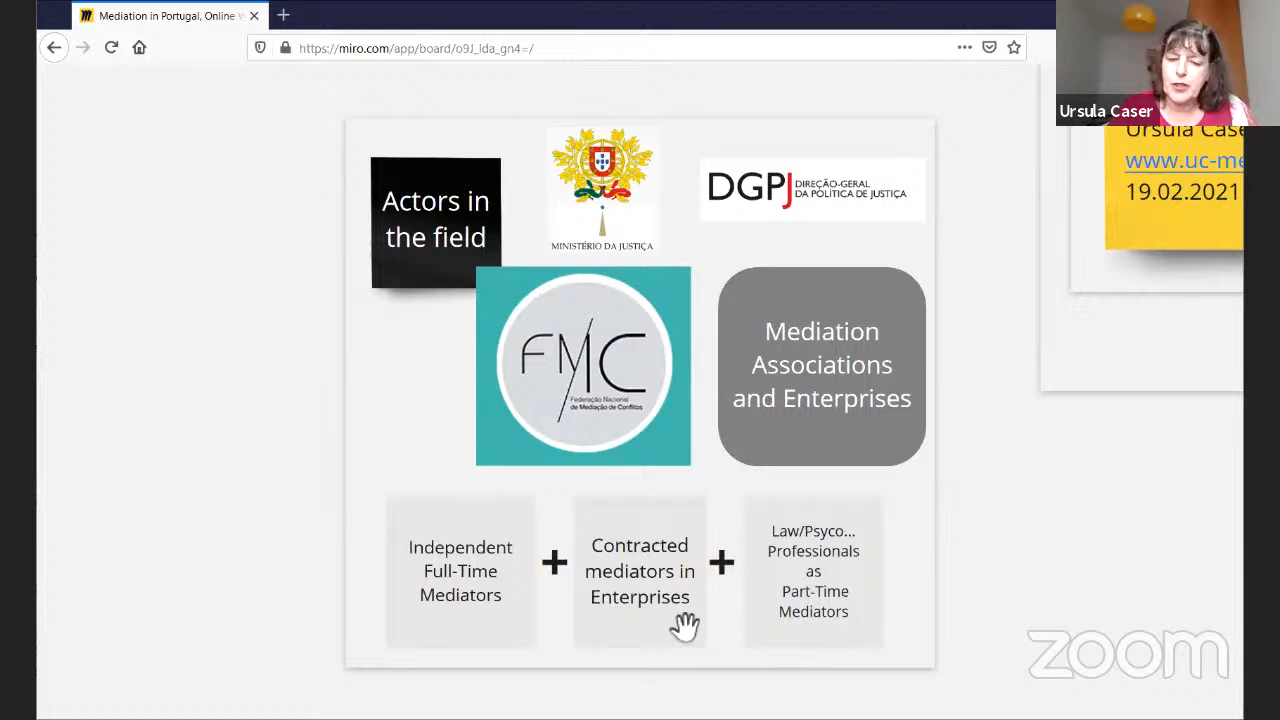 Mediation in Portugal, Online
https://miro.com/app/board/o9J_lda_gn4=/
Ursula Caser
Ursula Case
www.uc-me
19.02.2021
Actors in
the field
MINISTÉRIO DA JUSTIÇA
DGPJ
DIREÇÃO-GERAL
DA POLÍTICA DE JUSTIÇA
FMC
Federação Nacional
de Mediação de Conflitos
Mediation
Associations
and Enterprises
Independent
Full-Time
Mediators
+
Contracted
mediators in
Enterprises
+
Law/Psyco...
Professionals
as
Part-Time
Mediators
zoom